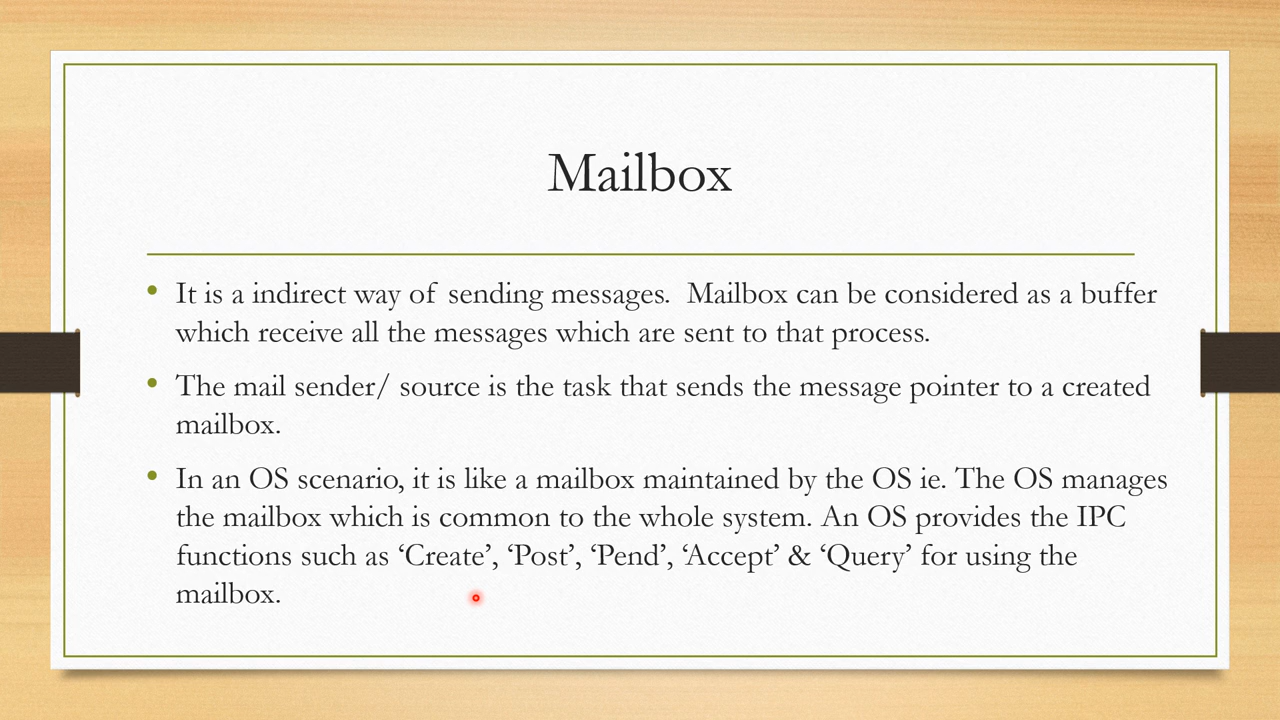 Mailbox
• It is a indirect way of sending messages.  Mailbox can be considered as a buffer
which receive all the messages which are sent to that process.
• The mail sender/ source is the task that sends the message pointer to a created
mailbox.
• In an OS scenario, it is like a mailbox maintained by the OS ie. The OS manages
the mailbox which is common to the whole system. An OS provides the IPC
functions such as ‘Create’, ‘Post’, ‘Pend’, ‘Accept’ & ‘Query’ for using the
mailbox.